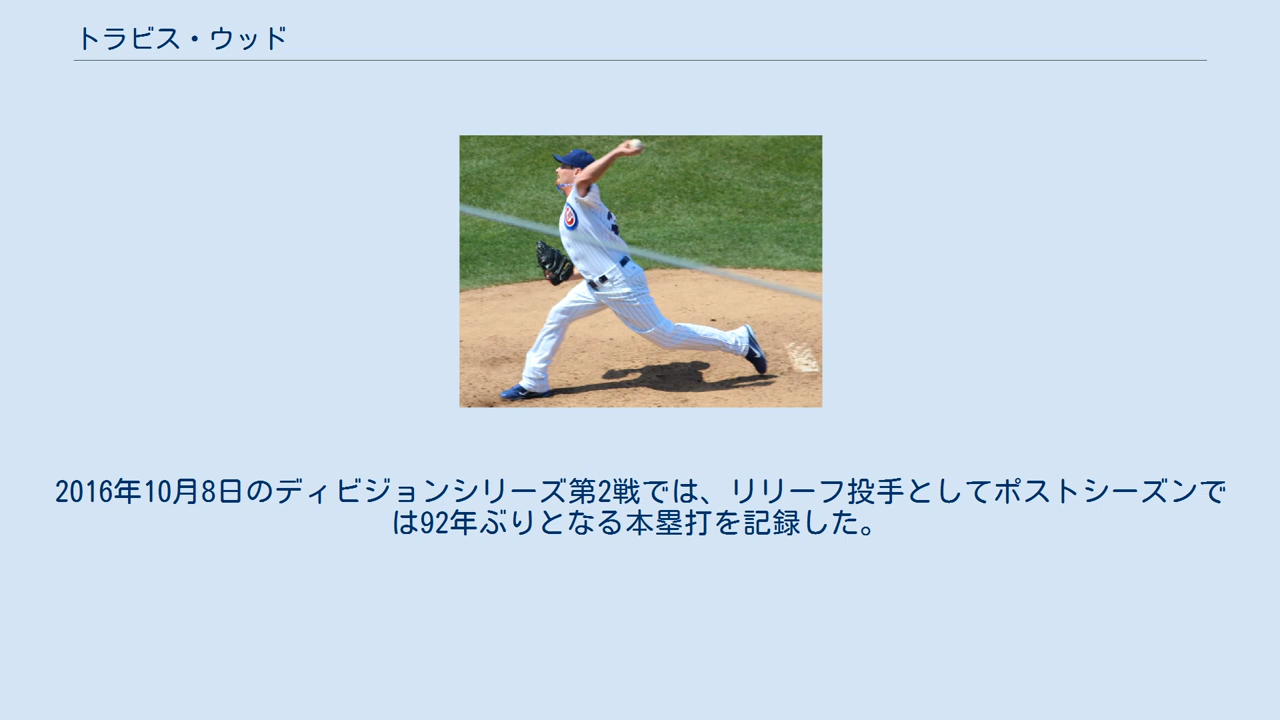 トラビス・ウッド
2016年10月8日のディビジョンシリーズ第2戦では、リリーフ投手としてポストシーズンで
は92年ぶりとなる本塁打を記録した。